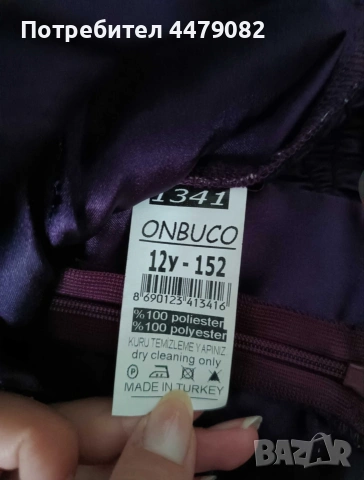 Потребител 4479082
1341
ONBUCO
12y - 152
8 690123 413416
%100 poliester
%100 polyester
KURU TEMİZLEME YAPINIZ
dry cleaning only
P
MADE IN TURKEY
BAZAR